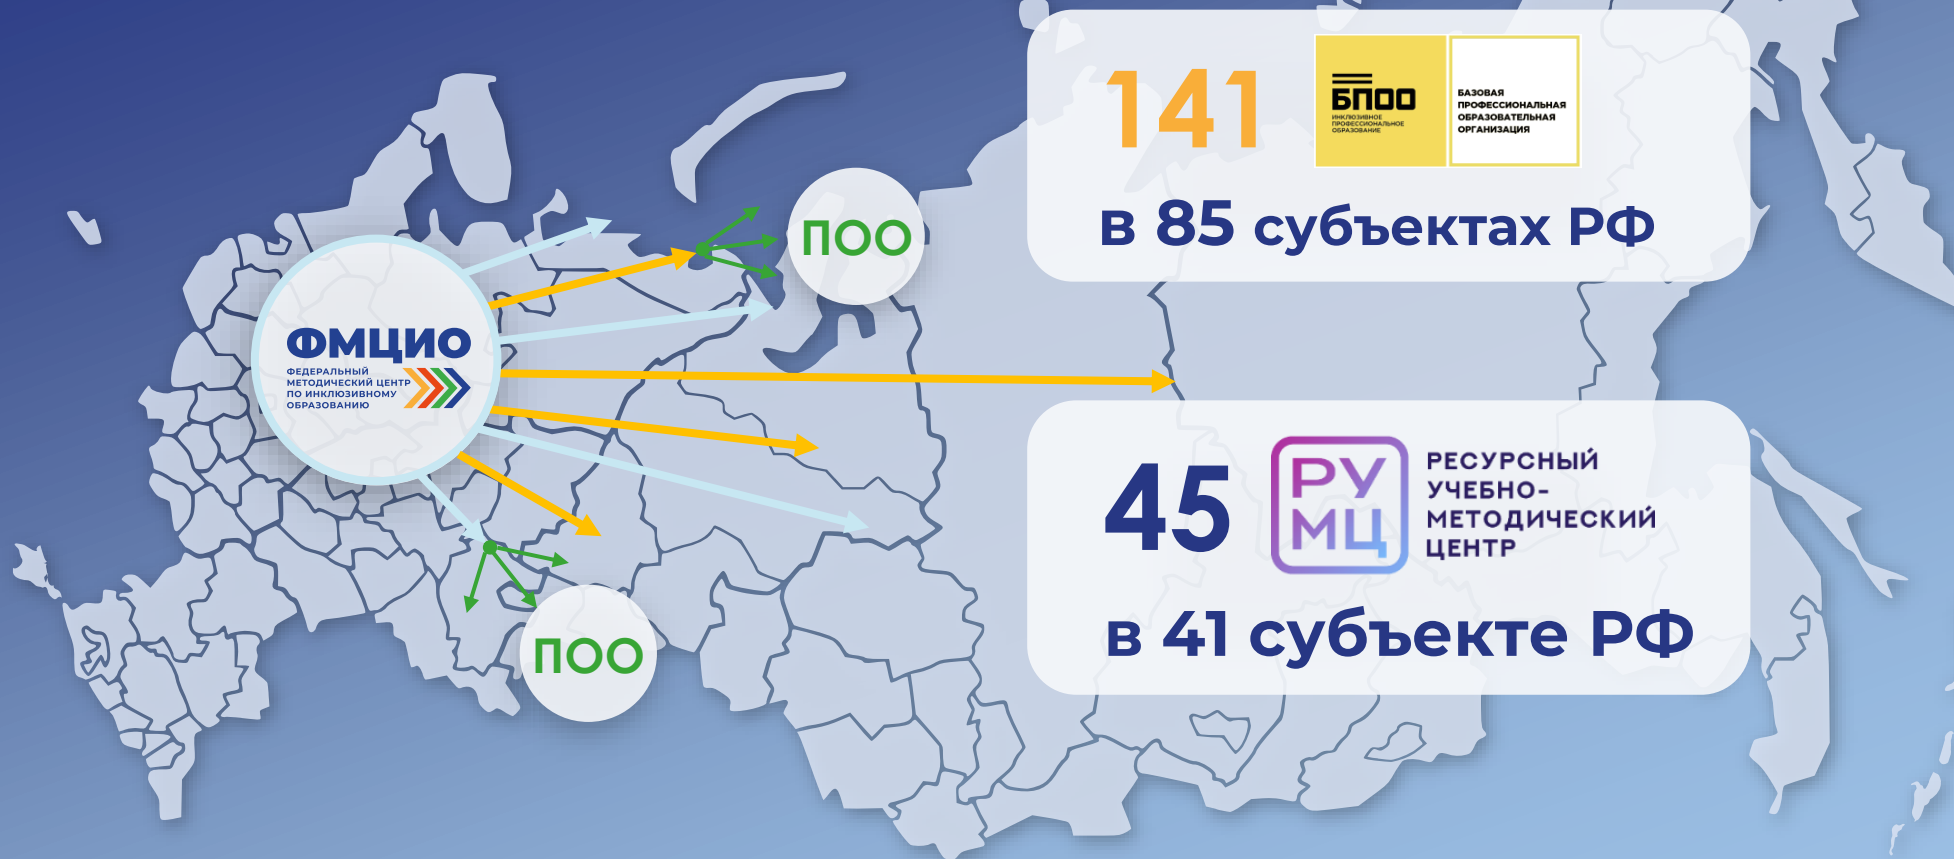 141
БПОО
ИНКЛЮЗИВНОЕ
ПРОФЕССИОНАЛЬНОЕ
ОБРАЗОВАНИЕ
БАЗОВАЯ
ПРОФЕССИОНАЛЬНАЯ
ОБРАЗОВАТЕЛЬНАЯ
ОРГАНИЗАЦИЯ
в 85 субъектах РФ
ПОО
ФМЦИО
ФЕДЕРАЛЬНЫЙ
МЕТОДИЧЕСКИЙ ЦЕНТР
ПО ИНКЛЮЗИВНОМУ
ОБРАЗОВАНИЮ
45
РУ
МЦ
РЕСУРСНЫЙ
УЧЕБНО-
МЕТОДИЧЕСКИЙ
ЦЕНТР
в 41 субъекте РФ
ПОО